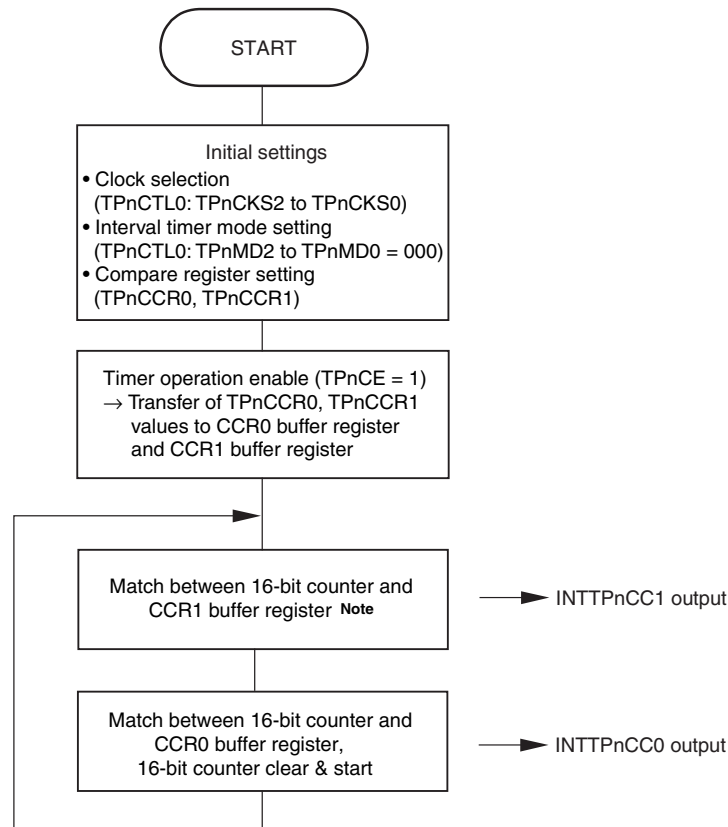 START
Initial settings
• Clock selection
(TPnCTL0: TPnCKS2 to TPnCKS0)
• Interval timer mode setting
(TPnCTL0: TPnMD2 to TPnMD0 = 000)
• Compare register setting
(TPnCCR0, TPnCCR1)
Timer operation enable (TPnCE = 1)
→ Transfer of TPnCCR0, TPnCCR1
values to CCR0 buffer register
and CCR1 buffer register
Match between 16-bit counter and
CCR1 buffer register Note
INTTPnCC1 output
Match between 16-bit counter and
CCR0 buffer register,
16-bit counter clear & start
INTTPnCC0 output